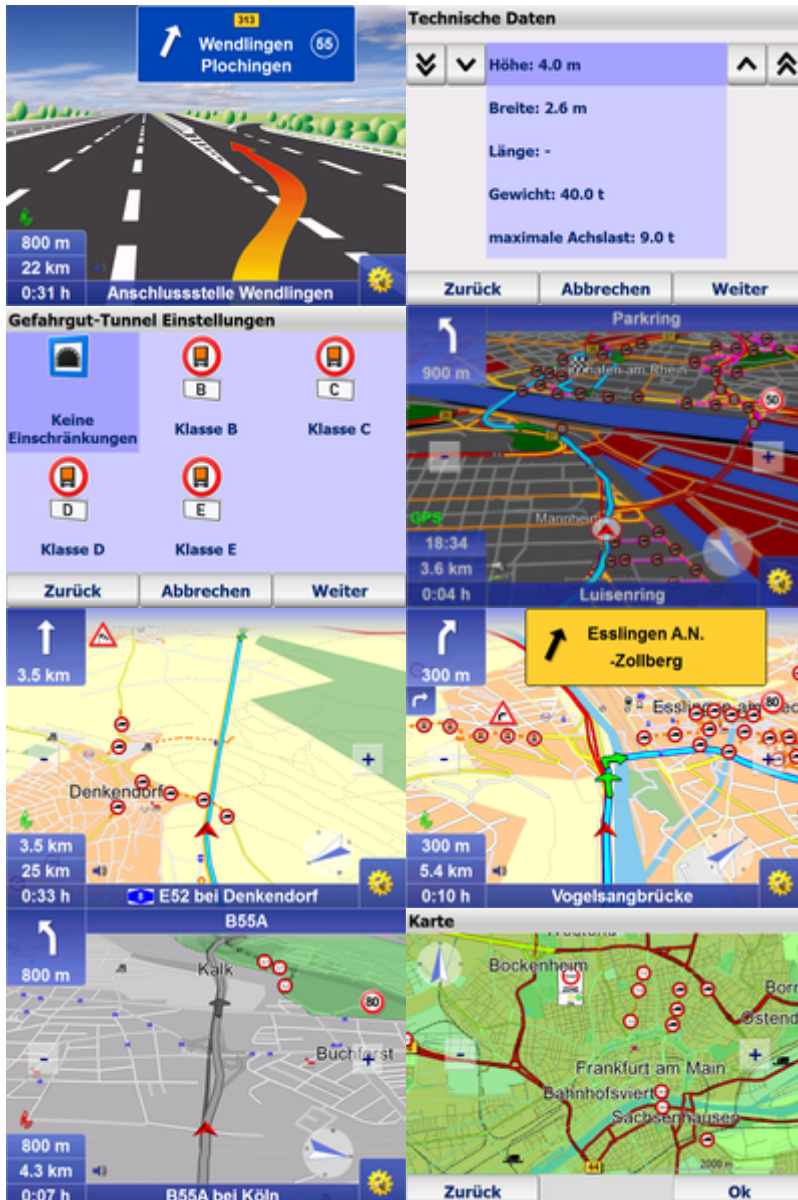 313
Wendlingen
55
Plochingen
800 m
22 km
0:31 h
Anschlussstelle Wendlingen
Technische Daten
Höhe: 4.0 m
Breite: 2.6 m
Länge: -
Gewicht: 40.0 t
maximale Achslast: 9.0 t
Zurück Abbrechen Weiter
Gefahrgut-Tunnel Einstellungen
B C
Keine Einschränkungen
Klasse B Klasse C
D E
Klasse D Klasse E
Zurück Abbrechen Weiter
Parkring
900 m
50
- +
GPS
Mannheim
18:34
3.6 km
0:04 h
Luisenring
3.5 km
- +
Denkendorf
3.5 km
25 km
0:33 h
E52 bei Denkendorf
Esslingen A.N.
-Zollberg
300 m
80
- +
300 m
5.4 km
0:10 h
Vogelsangbrücke
B55A
800 m
Kalk
80
- +
Buchforst
800 m
4.3 km
0:07 h
B55A bei Köln
Karte
Bockenheim
- +
Frankfurt am Main
Bahnhofsviert
Sachsenhausen
44
2000 m
Zurück Ok